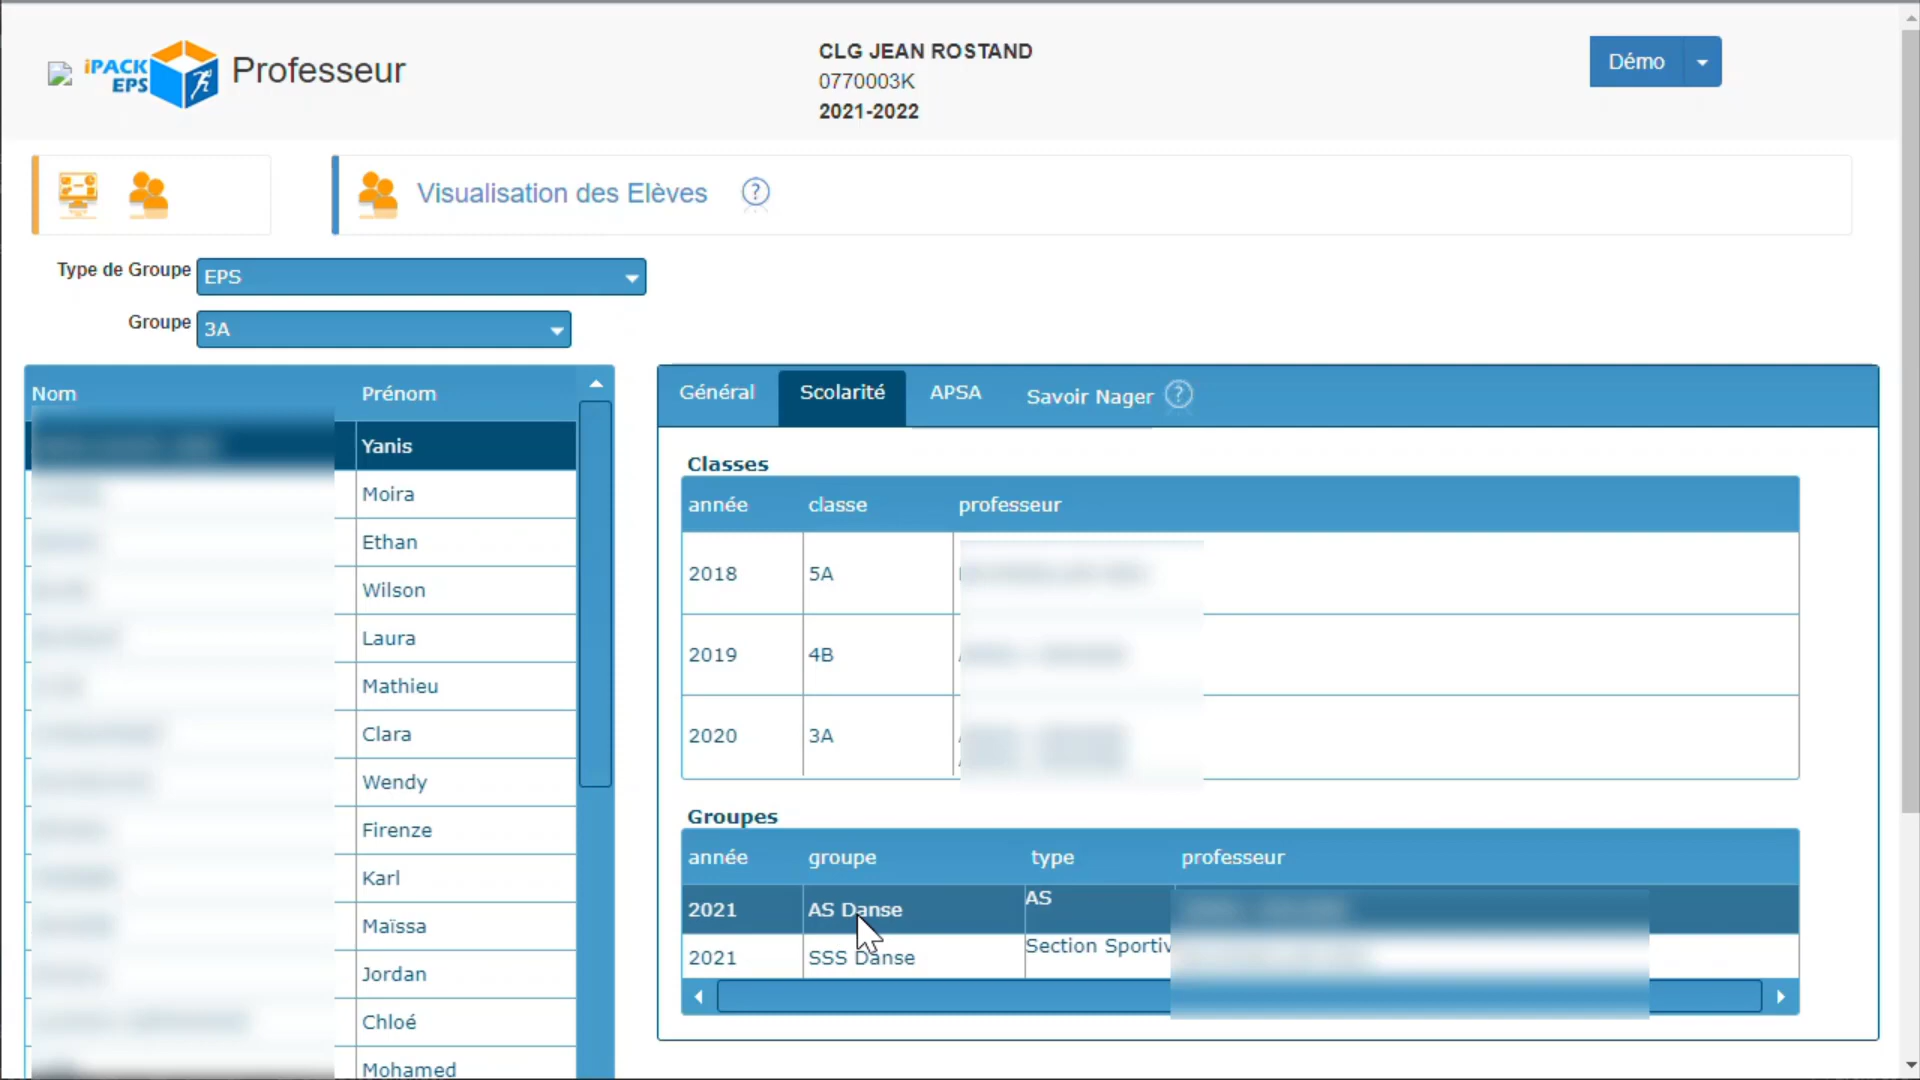 iPACK
EPS
Professeur
CLG JEAN ROSTAND
0770003K
2021-2022
Démo
Visualisation des Elèves ?
Type de Groupe EPS
Groupe 3A
Nom Prénom
Yanis
Moira
Ethan
Wilson
Laura
Mathieu
Clara
Wendy
Firenze
Karl
Maïssa
Jordan
Chloé
Mohamed
Général Scolarité APSA Savoir Nager ?
Classes
année classe professeur
2018 5A
2019 4B
2020 3A
Groupes
année groupe type professeur
2021 AS Danse AS
2021 SSS Danse Section Sportiv